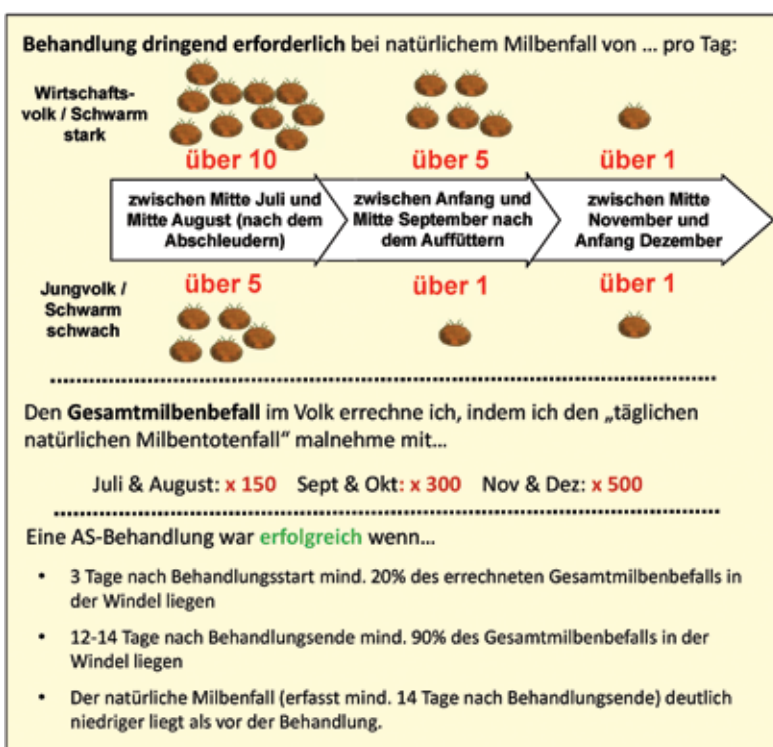 Behandlung dringend erforderlich bei natürlichem Milbenfall von ... pro Tag:
Wirtschafts-
volk / Schwarm
stark
über 10
über 5
über 1
zwischen Mitte Juli und
Mitte August (nach dem
Abschleudern)
zwischen Anfang und
Mitte September nach
dem Auffüttern
zwischen Mitte
November und
Anfang Dezember
Jungvolk /
Schwarm
schwach
über 5
über 1
über 1
Den Gesamtmilbenbefall im Volk errechne ich, indem ich den „täglichen
natürlichen Milbentotenfall“ malnehme mit...
Juli & August: x 150 Sept & Okt: x 300 Nov & Dez: x 500
Eine AS-Behandlung war erfolgreich wenn...
• 3 Tage nach Behandlungsstart mind. 20% des errechneten Gesamtmilbenbefalls in
der Windel liegen
• 12-14 Tage nach Behandlungsende mind. 90% des Gesamtmilbenbefalls in der
Windel liegen
• Der natürliche Milbenfall (erfasst mind. 14 Tage nach Behandlungsende) deutlich
niedriger liegt als vor der Behandlung.